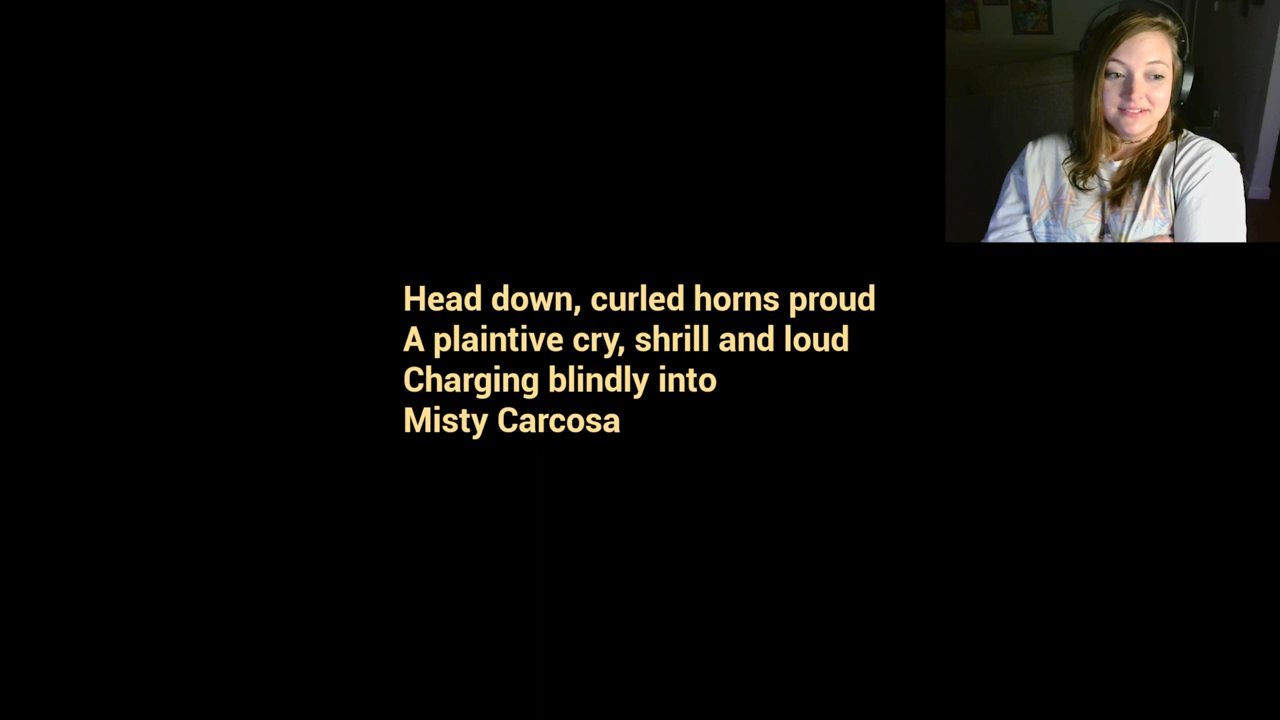 Head down, curled horns proud
A plaintive cry, shrill and loud
Charging blindly into
Misty Carcosa